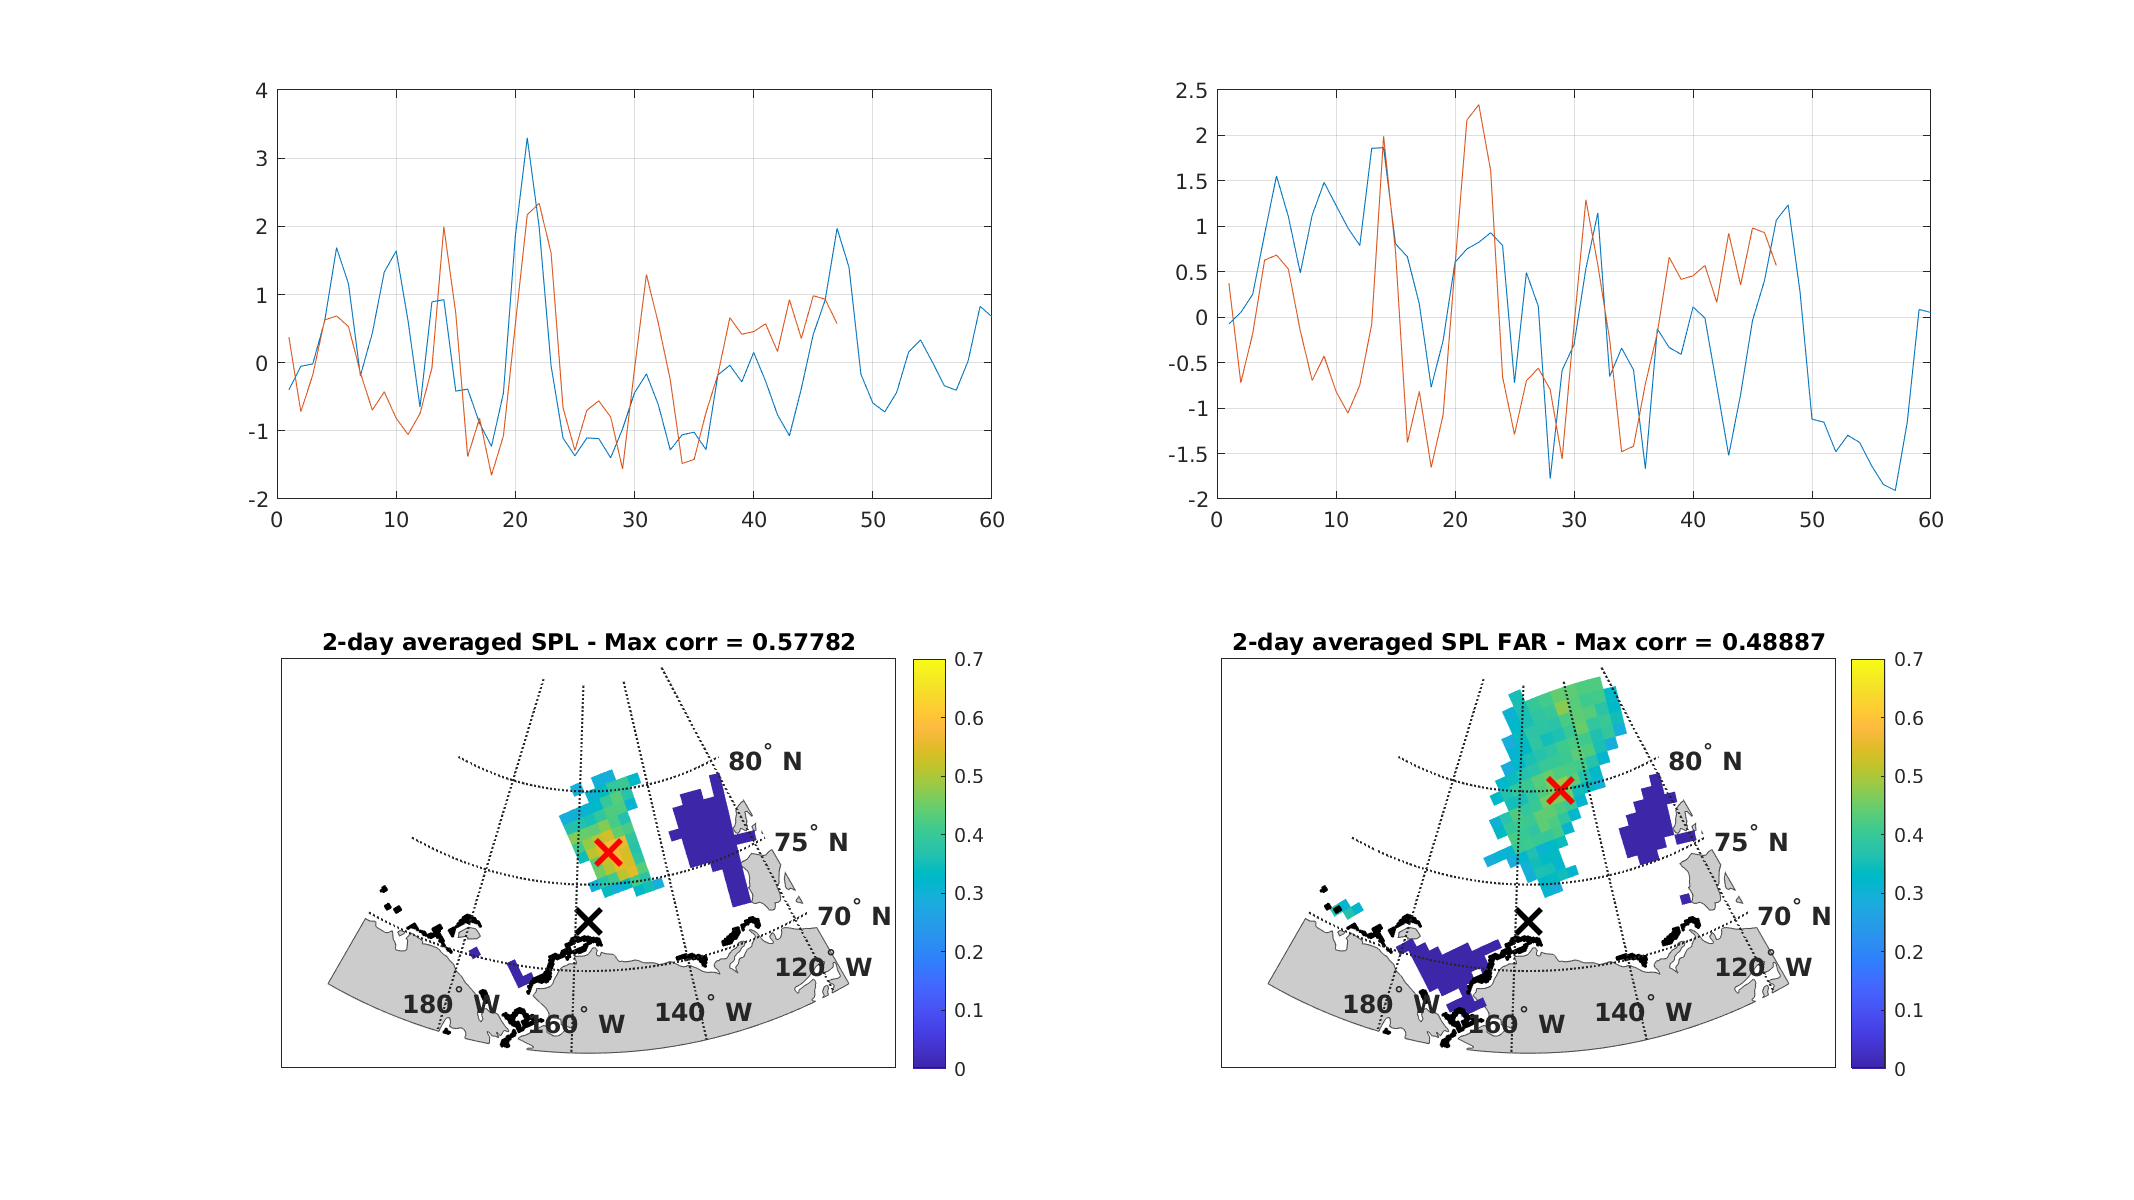 4
3
2
1
0
-1
-2
0 10 20 30 40 50 60
2.5
2
1.5
1
0.5
0
-0.5
-1
-1.5
-2
0 10 20 30 40 50 60
2-day averaged SPL - Max corr = 0.57782
80° N
75° N
70° N
120° W
140° W
160° W
180° W
0.7
0.6
0.5
0.4
0.3
0.2
0.1
0
2-day averaged SPL FAR - Max corr = 0.48887
80° N
75° N
70° N
120° W
140° W
160° W
180° W
0.7
0.6
0.5
0.4
0.3
0.2
0.1
0